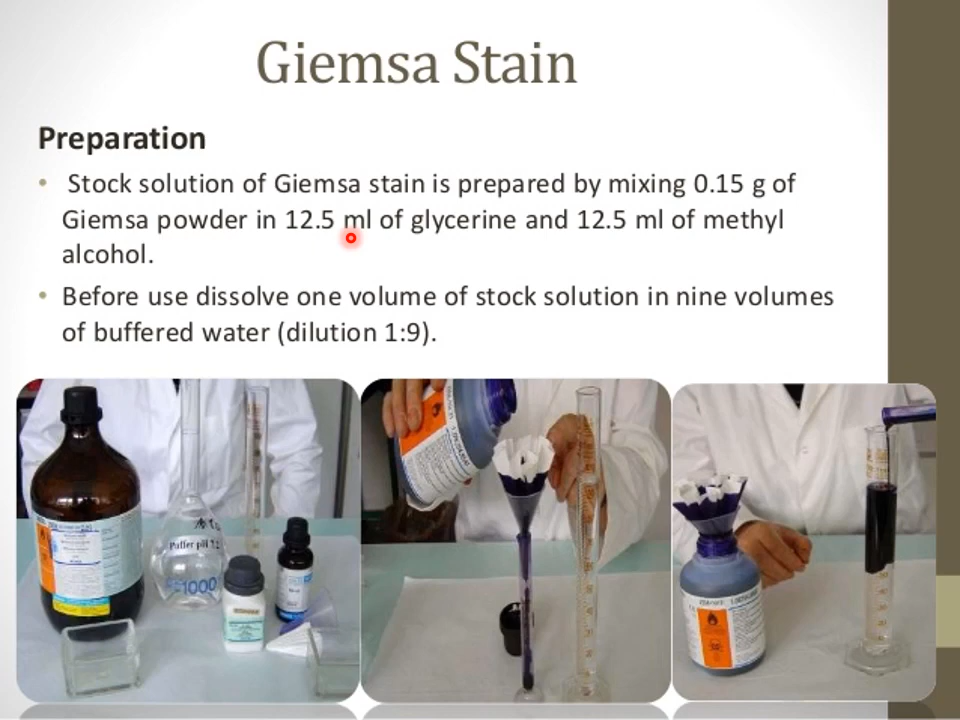 Giemsa Stain
Preparation
• Stock solution of Giemsa stain is prepared by mixing 0.15 g of
Giemsa powder in 12.5 ml of glycerine and 12.5 ml of methyl
alcohol.
• Before use dissolve one volume of stock solution in nine volumes
of buffered water (dilution 1:9).
Puffer pH 7.2
1000